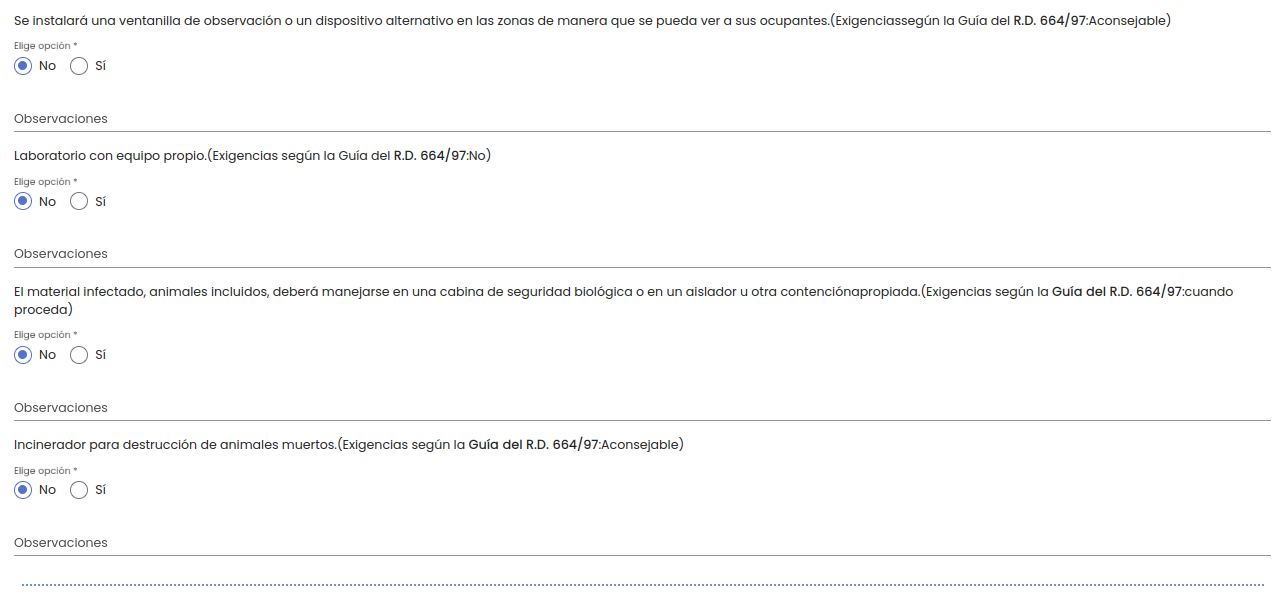 Se instalará una ventanilla de observación o un dispositivo alternativo en las zonas de manera que se pueda ver a sus ocupantes.(Exigenciassegún la Guía del R.D. 664/97:Aconsejable)
Elige opción *
No Sí
Observaciones
Laboratorio con equipo propio.(Exigencias según la Guía del R.D. 664/97:No)
Elige opción *
No Sí
Observaciones
El material infectado, animales incluidos, deberá manejarse en una cabina de seguridad biológica o en un aislador u otra contenciónapropiada.(Exigencias según la Guía del R.D. 664/97:cuando
proceda)
Elige opción *
No Sí
Observaciones
Incinerador para destrucción de animales muertos.(Exigencias según la Guía del R.D. 664/97:Aconsejable)
Elige opción *
No Sí
Observaciones